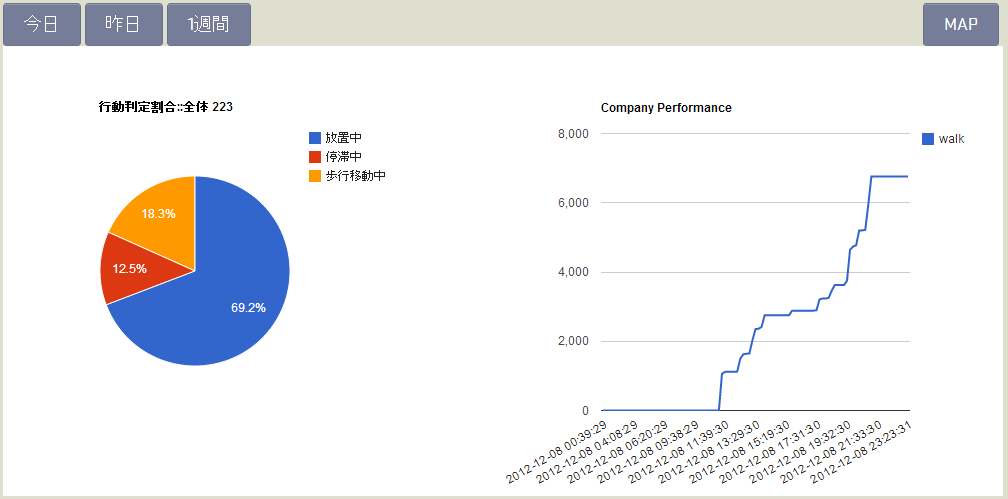 今日
昨日
1週間
MAP
行動判定割合::全体 223
放置中
停滞中
歩行移動中
18.3%
12.5%
69.2%
Company Performance
8,000
6,000
4,000
2,000
0
walk
2012-12-08 00:39:29
2012-12-08 04:08:29
2012-12-08 06:20:29
2012-12-08 09:38:29
2012-12-08 11:39:30
2012-12-08 13:29:30
2012-12-08 15:19:30
2012-12-08 17:31:30
2012-12-08 19:32:30
2012-12-08 21:33:30
2012-12-08 23:23:31